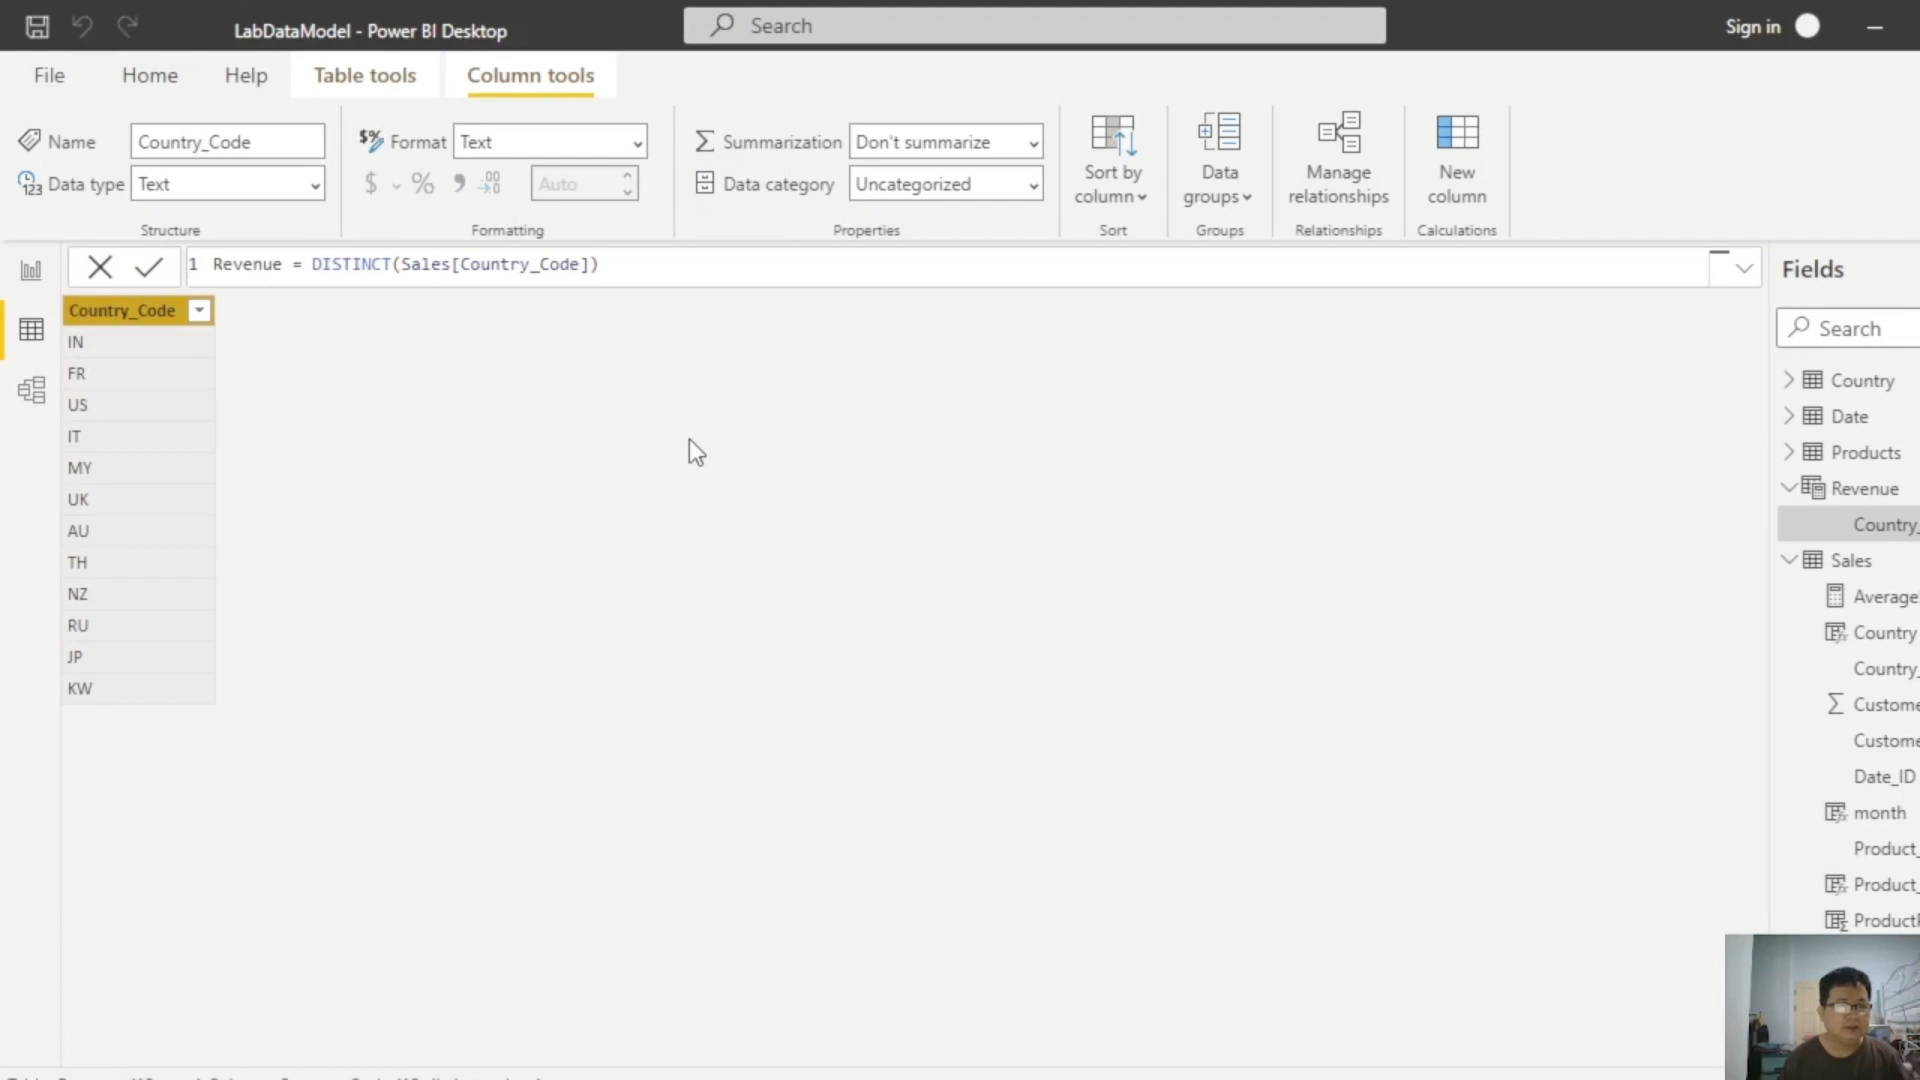 LabDataModel - Power BI Desktop
Search
Sign in
File
Home
Help
Table tools
Column tools
Name
Country_Code
Data type
Text
Structure
Format
Text
Auto
Formatting
Summarization
Don't summarize
Data category
Uncategorized
Properties
Sort by
column
Sort
Data
groups
Groups
Manage
relationships
Relationships
New
column
Calculations
1 Revenue = DISTINCT(Sales[Country_Code])
Country_Code
IN
FR
US
IT
MY
UK
AU
TH
NZ
RU
JP
KW
Fields
Search
Country
Date
Products
Revenue
Country_
Sales
Average
Country
Country_
Custome
Custome
Date_ID
month
Product_
Product_